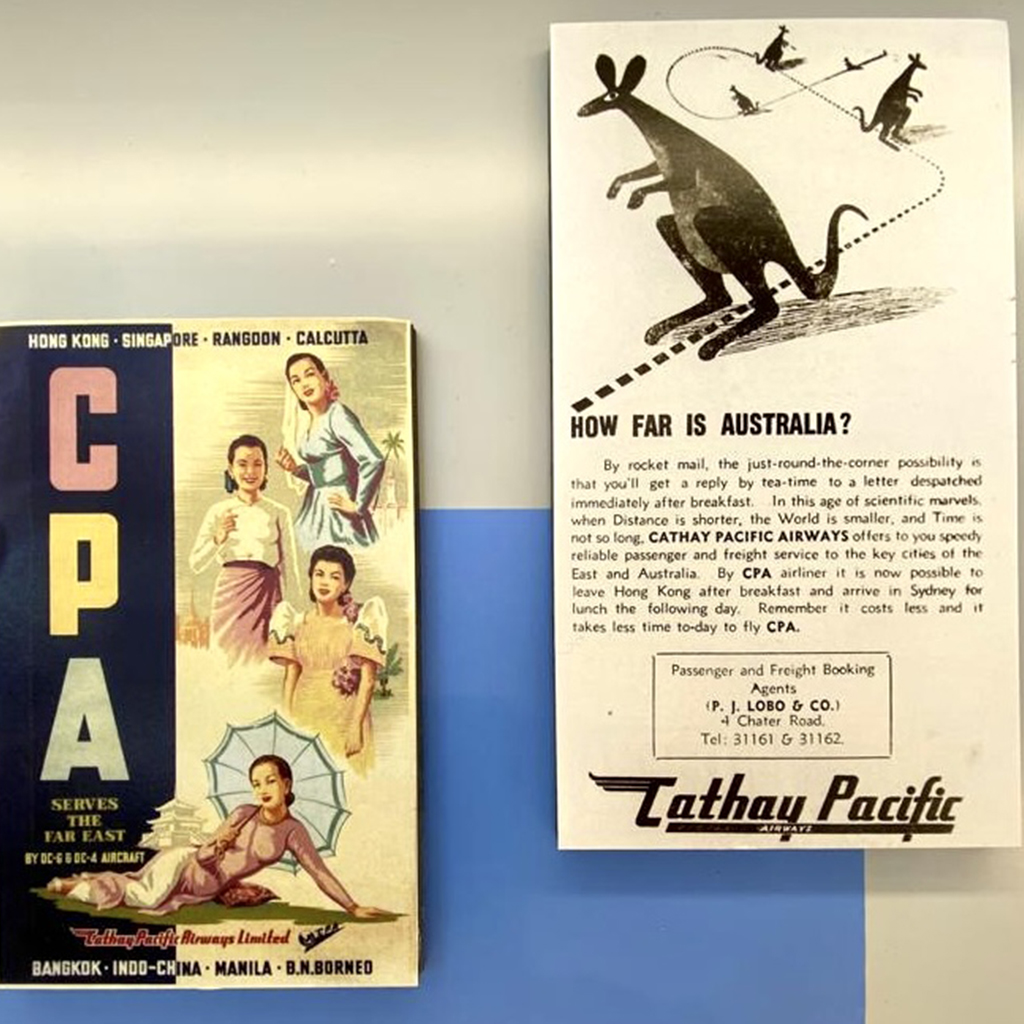 HONG KONG · SINGAPORE · RANGOON · CALCUTTA
C
P
A
SERVES
THE
FAR EAST
BY DC-6 & DC-4 AIRCRAFT
Cathay Pacific Airways Limited
BANGKOK · INDO-CHINA · MANILA · B.N.BORNEO
HOW FAR IS AUSTRALIA?
By rocket mail, the just-round-the-corner possibility is
that you'll get a reply by tea-time to a letter despatched
immediately after breakfast. In this age of scientific marvels,
when Distance is shorter, the World is smaller, and Time is
not so long, CATHAY PACIFIC AIRWAYS offers to you speedy
reliable passenger and freight service to the key cities of the
East and Australia. By CPA airliner it is now possible to
leave Hong Kong after breakfast and arrive in Sydney for
lunch the following day. Remember it costs less and it
takes less time to-day to fly CPA.
Passenger and Freight Booking
Agents
(P. J. LOBO & CO.)
4 Chater Road.
Tel: 31161 & 31162.
Cathay Pacific
AIRWAYS